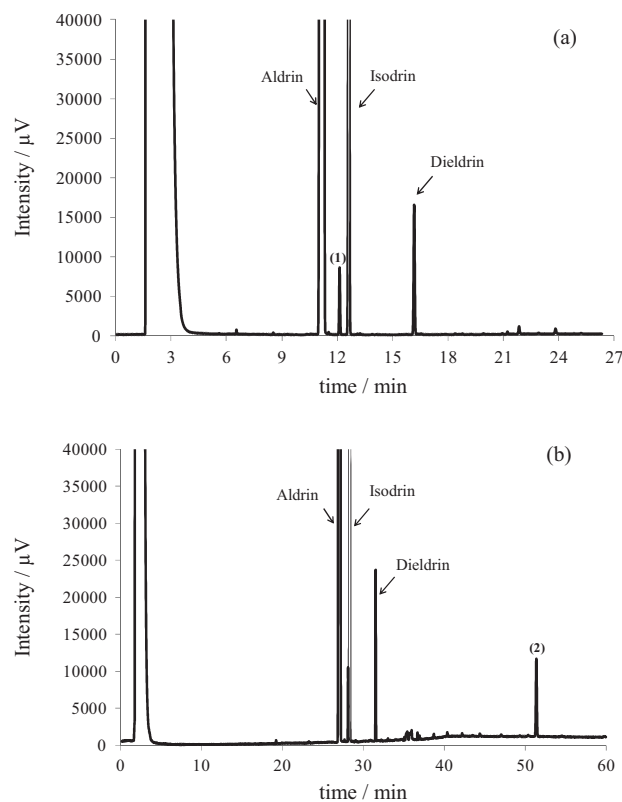 (a)
40000
35000
30000
25000
20000
15000
10000
5000
0
Intensity / µV
Aldrin
Isodrin
Dieldrin
(1)
0 3 6 9 12 15 18 21 24 27
time / min
(b)
40000
35000
30000
25000
20000
15000
10000
5000
0
Intensity / µV
Aldrin
Isodrin
Dieldrin
(2)
0 10 20 30 40 50 60
time / min